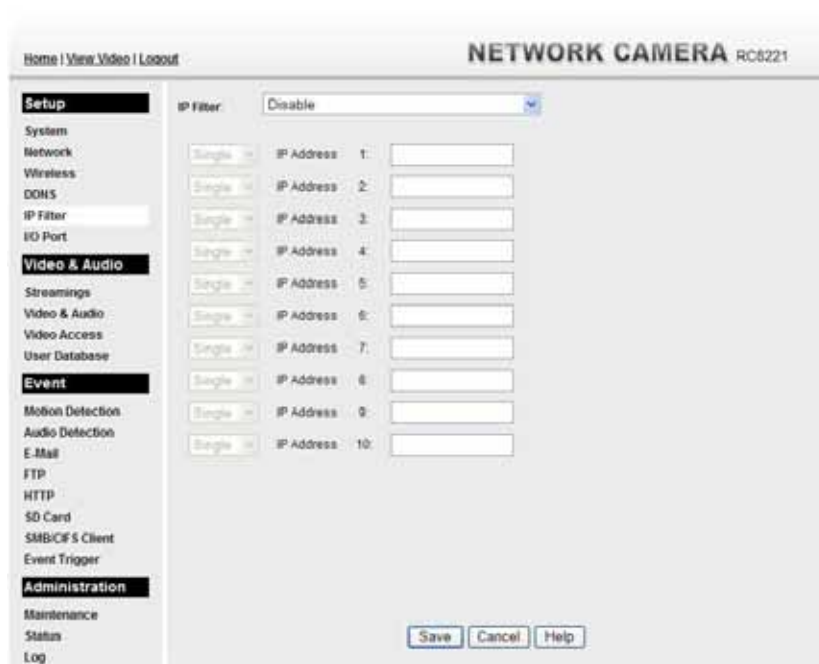 Home | View Video | Logout
NETWORK CAMERA RC8221
Setup
System
Network
Wireless
DDNS
IP Filter
I/O Port
Video & Audio
Streamings
Video & Audio
Video Access
User Database
Event
Motion Detection
Audio Detection
E-Mail
FTP
HTTP
SD Card
SMB/CIFS Client
Event Trigger
Administration
Maintenance
Status
Log
IP Filter: Disable
Single IP Address 1:
Single IP Address 2:
Single IP Address 3:
Single IP Address 4:
Single IP Address 5:
Single IP Address 6:
Single IP Address 7:
Single IP Address 8:
Single IP Address 9:
Single IP Address 10:
Save Cancel Help